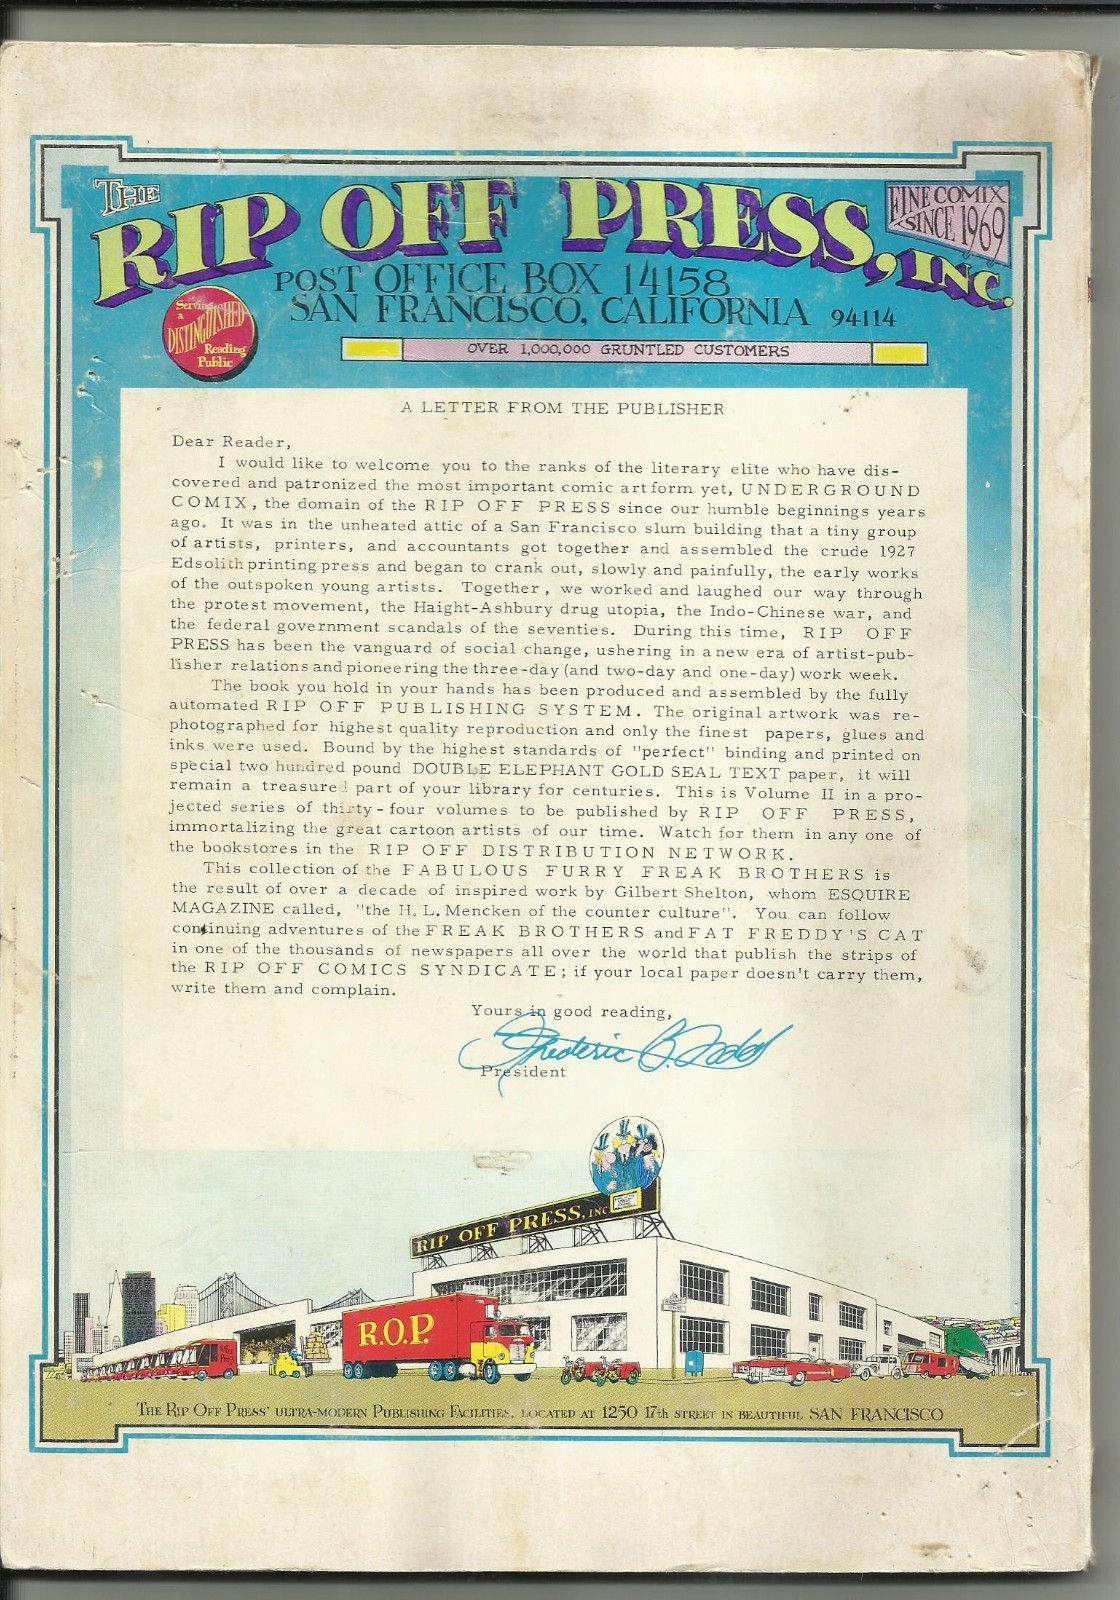 THE
RIP OFF PRESS, INC.
FINE COMIX
SINCE 1969
POST OFFICE BOX 14158
SAN FRANCISCO, CALIFORNIA 94114
Serving
a
DISTINGUISHED
Reading
Public
OVER 1,000,000 GRUNTLED CUSTOMERS
A LETTER FROM THE PUBLISHER
Dear Reader,
I would like to welcome you to the ranks of the literary elite who have dis-
covered and patronized the most important comic art form yet, UNDERGROUND
COMIX, the domain of the RIP OFF PRESS since our humble beginnings years
ago. It was in the unheated attic of a San Francisco slum building that a tiny group
of artists, printers, and accountants got together and assembled the crude 1927
Edsolith printing press and began to crank out, slowly and painfully, the early works
of the outspoken young artists. Together, we worked and laughed our way through
the protest movement, the Haight-Ashbury drug utopia, the Indo-Chinese war, and
the federal government scandals of the seventies. During this time, RIP OFF
PRESS has been the vanguard of social change, ushering in a new era of artist-pub-
lisher relations and pioneering the three-day (and two-day and one-day) work week.
The book you hold in your hands has been produced and assembled by the fully
automated RIP OFF PUBLISHING SYSTEM. The original artwork was re-
photographed for highest quality reproduction and only the finest papers, glues and
inks were used. Bound by the highest standards of "perfect" binding and printed on
special two hundred pound DOUBLE ELEPHANT GOLD SEAL TEXT paper, it will
remain a treasured part of your library for centuries. This is Volume II in a pro-
jected series of thirty-four volumes to be published by RIP OFF PRESS,
immortalizing the great cartoon artists of our time. Watch for them in any one of
the bookstores in the RIP OFF DISTRIBUTION NETWORK.
This collection of the FABULOUS FURRY FREAK BROTHERS is
the result of over a decade of inspired work by Gilbert Shelton, whom ESQUIRE
MAGAZINE called, "the H. L. Mencken of the counter culture". You can follow
continuing adventures of the FREAK BROTHERS and FAT FREDDY'S CAT
in one of the thousands of newspapers all over the world that publish the strips of
the RIP OFF COMICS SYNDICATE; if your local paper doesn't carry them,
write them and complain.
Yours in good reading,
Frederic B. Todd
President
RIP OFF PRESS, INC
R.O.P.
THE RIP OFF PRESS' ULTRA-MODERN PUBLISHING FACILITIES, LOCATED AT 1250 17th STREET IN BEAUTIFUL SAN FRANCISCO